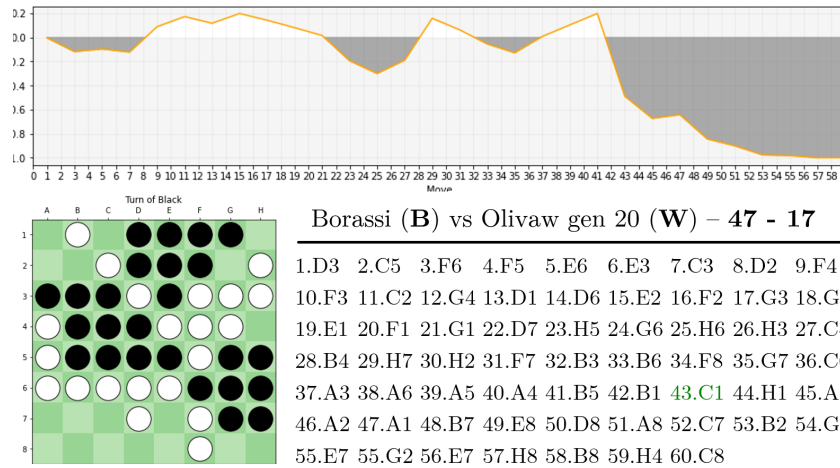 0.2
0.0
0.2
0.4
0.6
0.8
1.0
0 1 2 3 4 5 6 7 8 9 10 11 12 13 14 15 16 17 18 19 20 21 22 23 24 25 26 27 28 29 30 31 32 33 34 35 36 37 38 39 40 41 42 43 44 45 46 47 48 49 50 51 52 53 54 55 56 57 58
Move
Turn of Black
A B C D E F G H
1
2
3
4
5
6
7
8
Borassi (B) vs Olivaw gen 20 (W) – 47 - 17
1.D3 2.C5 3.F6 4.F5 5.E6 6.E3 7.C3 8.D2 9.F4
10.F3 11.C2 12.G4 13.D1 14.D6 15.E2 16.F2 17.G3 18.G
19.E1 20.F1 21.G1 22.D7 23.H5 24.G6 25.H6 26.H3 27.C
28.B4 29.H7 30.H2 31.F7 32.B3 33.B6 34.F8 35.G7 36.C
37.A3 38.A6 39.A5 40.A4 41.B5 42.B1 43.C1 44.H1 45.A
46.A2 47.A1 48.B7 49.E8 50.D8 51.A8 52.C7 53.B2 54.G
55.E7 55.G2 56.E7 57.H8 58.B8 59.H4 60.C8